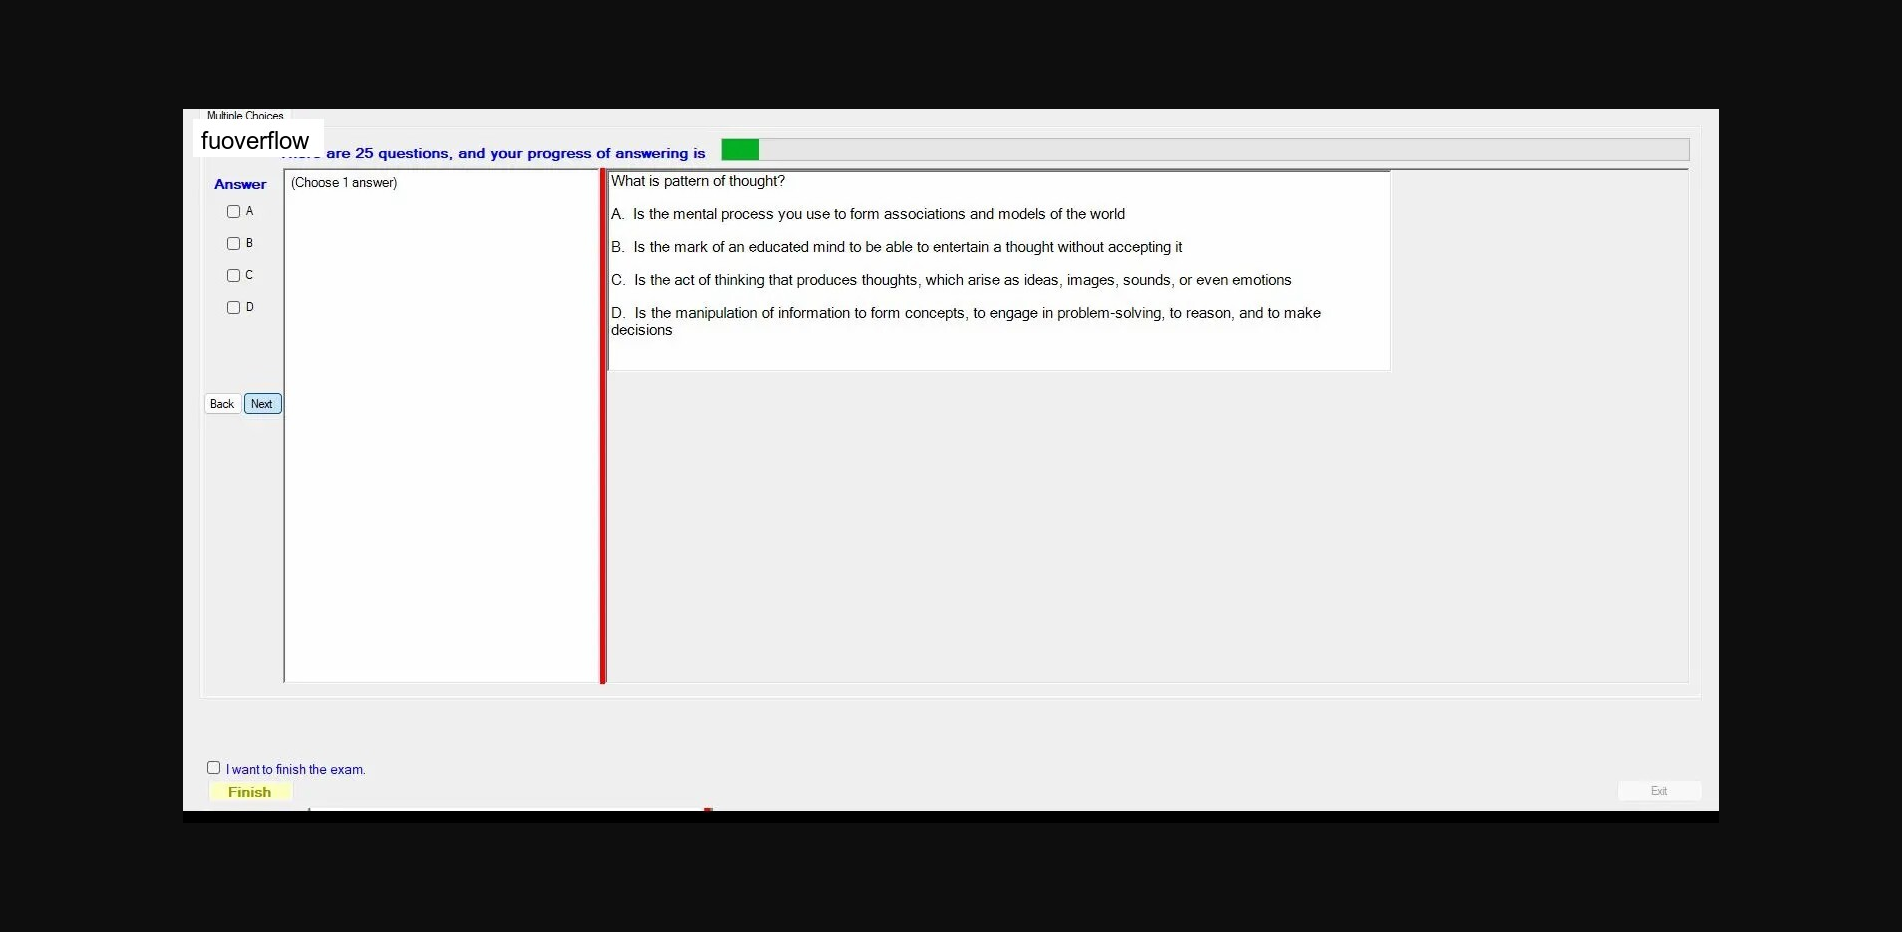 Multiple Choices
fuoverflow
are 25 questions, and your progress of answering is
Answer
(Choose 1 answer)
A
B
C
D
Back
Next
What is pattern of thought?
A. Is the mental process you use to form associations and models of the world
B. Is the mark of an educated mind to be able to entertain a thought without accepting it
C. Is the act of thinking that produces thoughts, which arise as ideas, images, sounds, or even emotions
D. Is the manipulation of information to form concepts, to engage in problem-solving, to reason, and to make
decisions
I want to finish the exam.
Finish
Exit